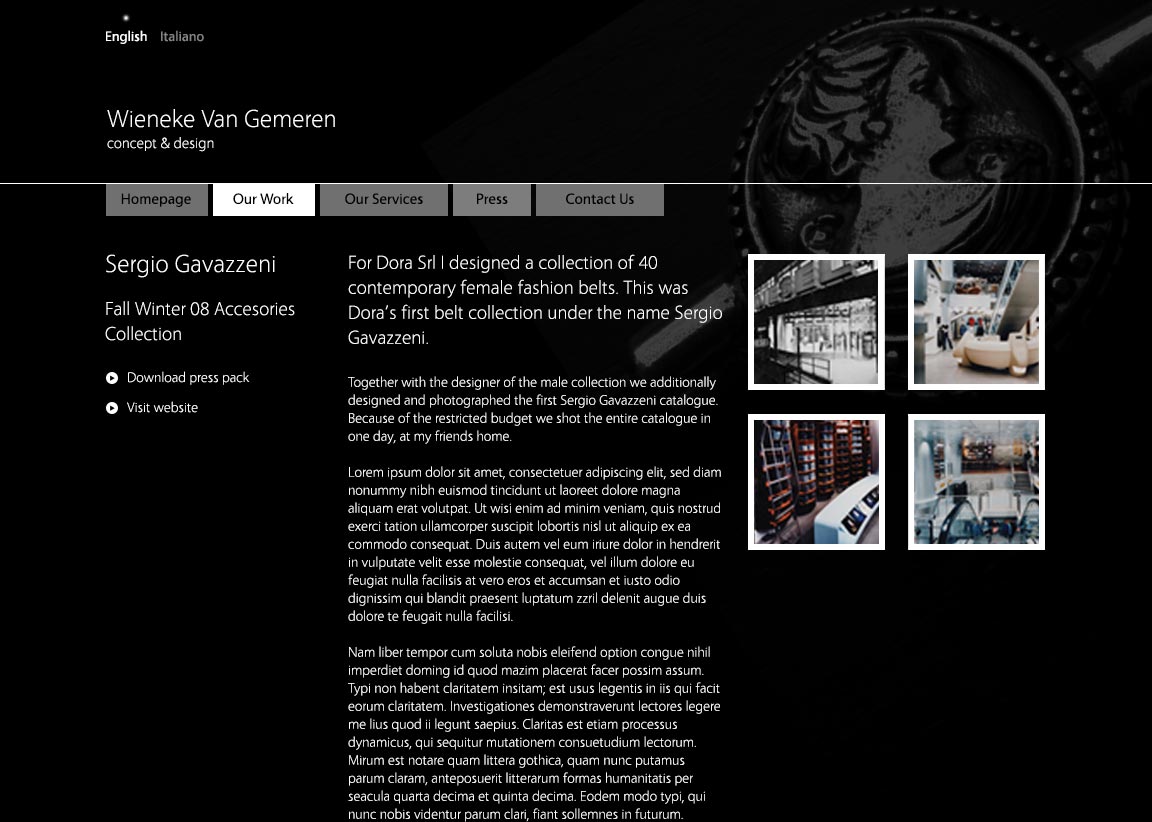 English Italiano
Wieneke Van Gemeren
concept & design
Homepage Our Work Our Services Press Contact Us
Sergio Gavazzeni
Fall Winter 08 Accesories
Collection
Download press pack
Visit website
For Dora Srl I designed a collection of 40
contemporary female fashion belts. This was
Dora's first belt collection under the name Sergio
Gavazzeni.
Together with the designer of the male collection we additionally
designed and photographed the first Sergio Gavazzeni catalogue.
Because of the restricted budget we shot the entire catalogue in
one day, at my friends home.
Lorem ipsum dolor sit amet, consectetuer adipiscing elit, sed diam
nonummy nibh euismod tincidunt ut laoreet dolore magna
aliquam erat volutpat. Ut wisi enim ad minim veniam, quis nostrud
exerci tation ullamcorper suscipit lobortis nisl ut aliquip ex ea
commodo consequat. Duis autem vel eum iriure dolor in hendrerit
in vulputate velit esse molestie consequat, vel illum dolore eu
feugiat nulla facilisis at vero eros et accumsan et iusto odio
dignissim qui blandit praesent luptatum zzril delenit augue duis
dolore te feugait nulla facilisi.
Nam liber tempor cum soluta nobis eleifend option congue nihil
imperdiet doming id quod mazim placerat facer possim assum.
Typi non habent claritatem insitam; est usus legentis in iis qui facit
eorum claritatem. Investigationes demonstraverunt lectores legere
me lius quod ii legunt saepius. Claritas est etiam processus
dynamicus, qui sequitur mutationem consuetudium lectorum.
Mirum est notare quam littera gothica, quam nunc putamus
parum claram, anteposuerit litterarum formas humanitatis per
seacula quarta decima et quinta decima. Eodem modo typi, qui
nunc nobis videntur parum clari, fiant sollemnes in futurum.